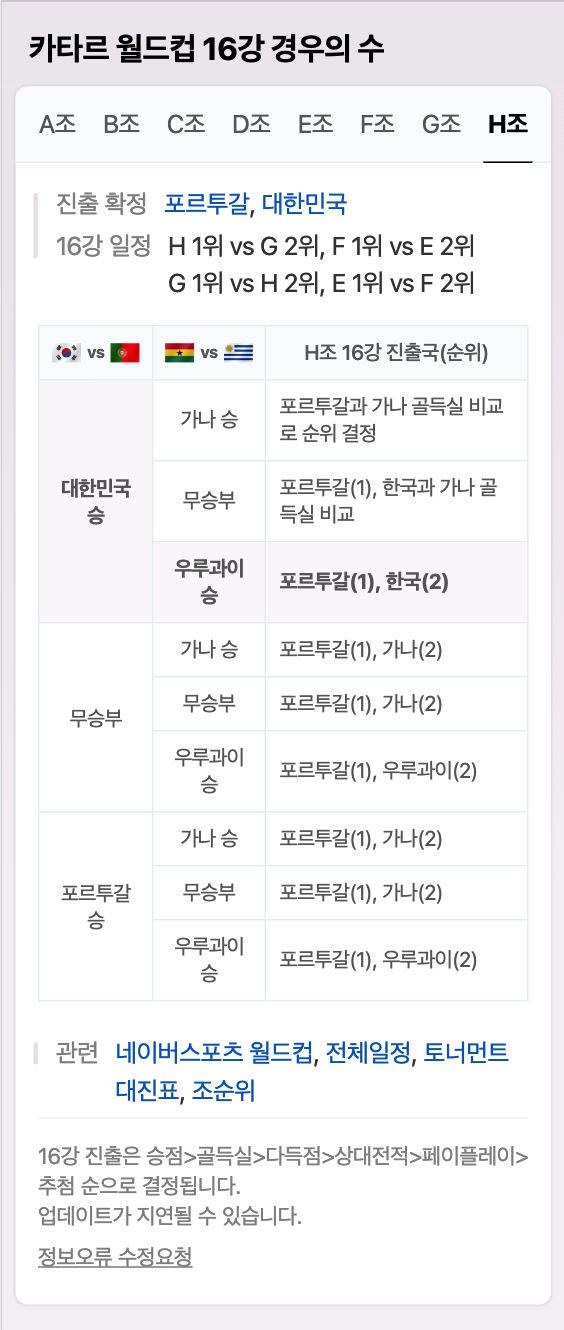 카타르 월드컵 16강 경우의 수
A조 B조 C조 D조 E조 F조 G조 H조
진출 확정 포르투갈, 대한민국
16강 일정 H 1위 vs G 2위, F 1위 vs E 2위
G 1위 vs H 2위, E 1위 vs F 2위
vs vs H조 16강 진출국(순위)
대한민국
승
가나 승
포르투갈과 가나 골득실 비교
로 순위 결정
무승부
포르투갈(1), 한국과 가나 골
득실 비교
우루과이
승
포르투갈(1), 한국(2)
무승부
가나 승
포르투갈(1), 가나(2)
무승부
포르투갈(1), 가나(2)
우루과이
승
포르투갈(1), 우루과이(2)
포르투갈
승
가나 승
포르투갈(1), 가나(2)
무승부
포르투갈(1), 가나(2)
우루과이
승
포르투갈(1), 우루과이(2)
관련 네이버스포츠 월드컵, 전체일정, 토너먼트
대진표, 조순위
16강 진출은 승점>골득실>다득점>상대전적>페이플레이>
추첨 순으로 결정됩니다.
업데이트가 지연될 수 있습니다.
정보오류 수정요청